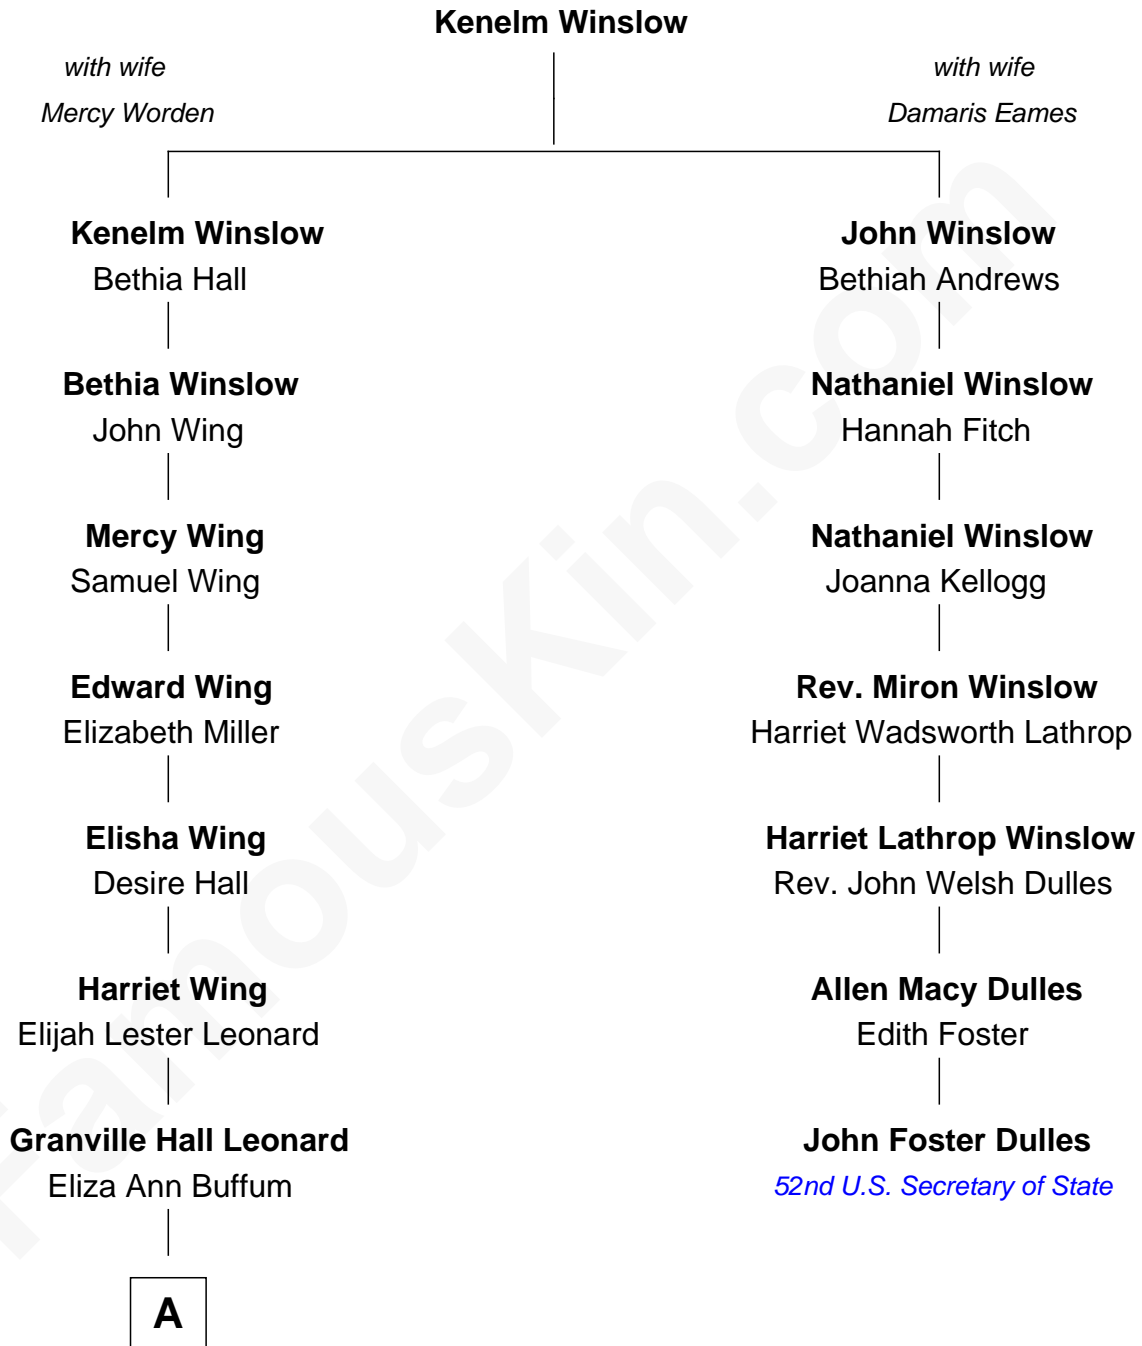 Kenelm Winslow
with wife
Mercy Worden
with wife
Damaris Eames
Kenelm Winslow
Bethia Hall
John Winslow
Bethiah Andrews
Bethia Winslow
John Wing
Nathaniel Winslow
Hannah Fitch
Mercy Wing
Samuel Wing
Nathaniel Winslow
Joanna Kellogg
Edward Wing
Elizabeth Miller
Rev. Miron Winslow
Harriet Wadsworth Lathrop
Elisha Wing
Desire Hall
Harriet Lathrop Winslow
Rev. John Welsh Dulles
Harriet Wing
Elijah Lester Leonard
Allen Macy Dulles
Edith Foster
Granville Hall Leonard
Eliza Ann Buffum
John Foster Dulles
52nd U.S. Secretary of State
A
FamousKin.com